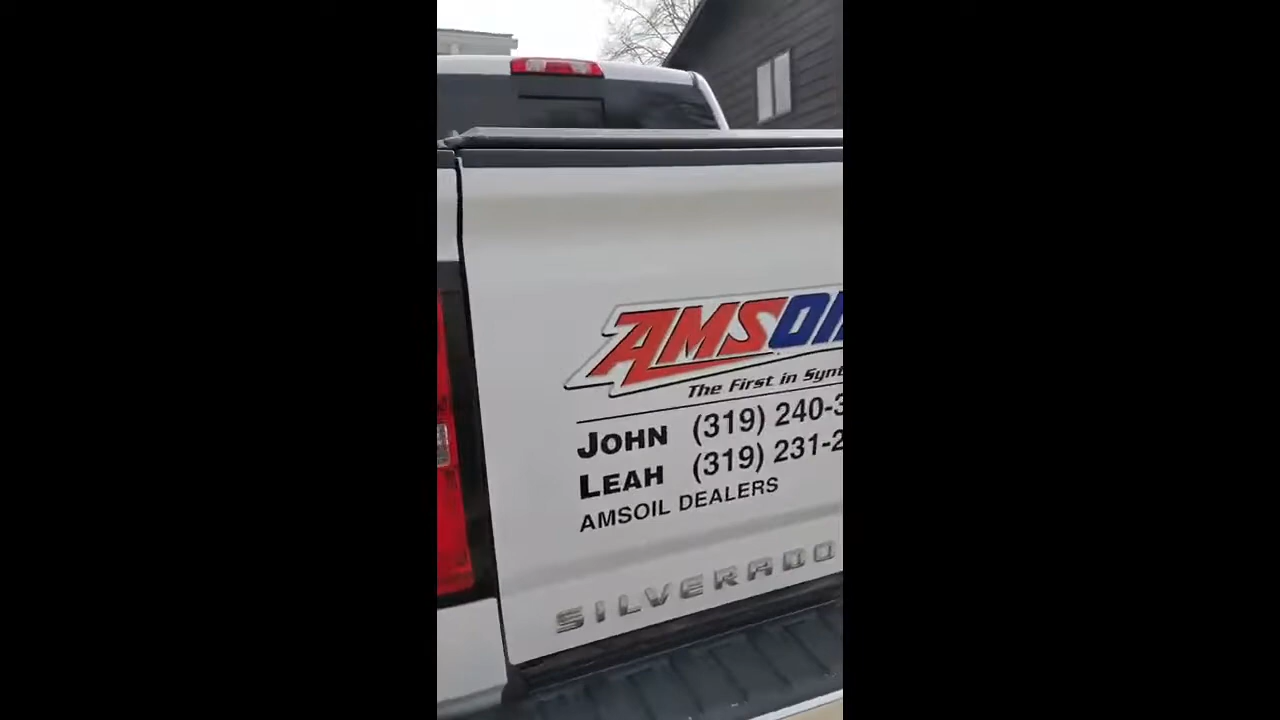 AMSOI
The First in Synt
JOHN (319) 240-3
LEAH (319) 231-2
AMSOIL DEALERS
SILVERADO